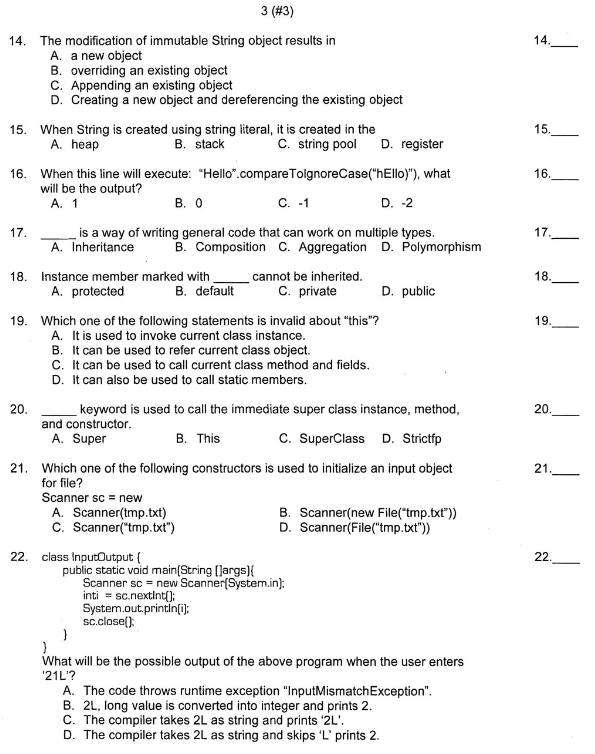 3 (#3)
14. The modification of immutable String object results in 14.____
A. a new object
B. overriding an existing object
C. Appending an existing object
D. Creating a new object and dereferencing the existing object
15. When String is created using string literal, it is created in the 15.____
A. heap B. stack C. string pool D. register
16. When this line will execute: “Hello”.compareToIgnoreCase(“hEllo)”), what 16.____
will be the output?
A. 1 B. 0 C. -1 D. -2
17. _____ is a way of writing general code that can work on multiple types. 17.____
A. Inheritance B. Composition C. Aggregation D. Polymorphism
18. Instance member marked with _____ cannot be inherited. 18.____
A. protected B. default C. private D. public
19. Which one of the following statements is invalid about “this”? 19.____
A. It is used to invoke current class instance.
B. It can be used to refer current class object.
C. It can be used to call current class method and fields.
D. It can also be used to call static members.
20. _____ keyword is used to call the immediate super class instance, method, 20.____
and constructor.
A. Super B. This C. SuperClass D. Strictfp
21. Which one of the following constructors is used to initialize an input object 21.____
for file?
Scanner sc = new
A. Scanner(tmp.txt) B. Scanner(new File(“tmp.txt”))
C. Scanner(“tmp.txt”) D. Scanner(File(“tmp.txt”))
22. class InputOutput { 22.____
public static void main(String []args){
Scanner sc = new Scanner(System.in);
inti = sc.nextInt();
System.out.println(i);
sc.close();
}
}
What will be the possible output of the above program when the user enters
‘21L’?
A. The code throws runtime exception “InputMismatchException”.
B. 2L, long value is converted into integer and prints 2.
C. The compiler takes 2L as string and prints ‘2L’.
D. The compiler takes 2L as string and skips ‘L’ prints 2.